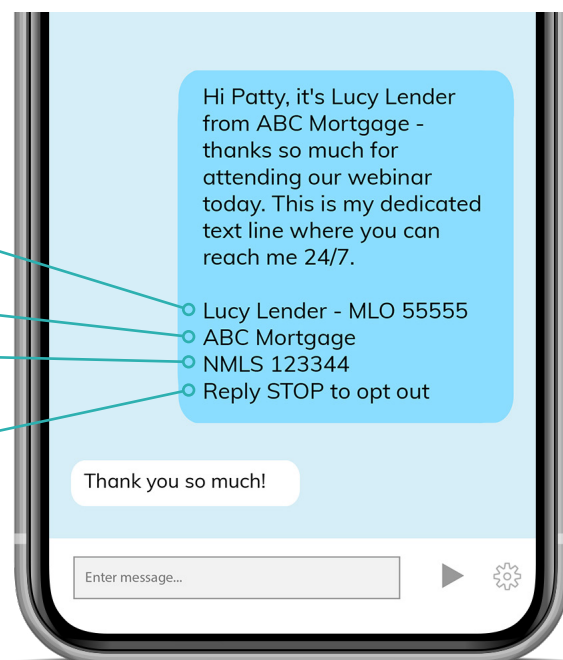 Hi Patty, it's Lucy Lender
from ABC Mortgage -
thanks so much for
attending our webinar
today. This is my dedicated
text line where you can
reach me 24/7.
Lucy Lender - MLO 55555
ABC Mortgage
NMLS 123344
Reply STOP to opt out
Thank you so much!
Enter message...